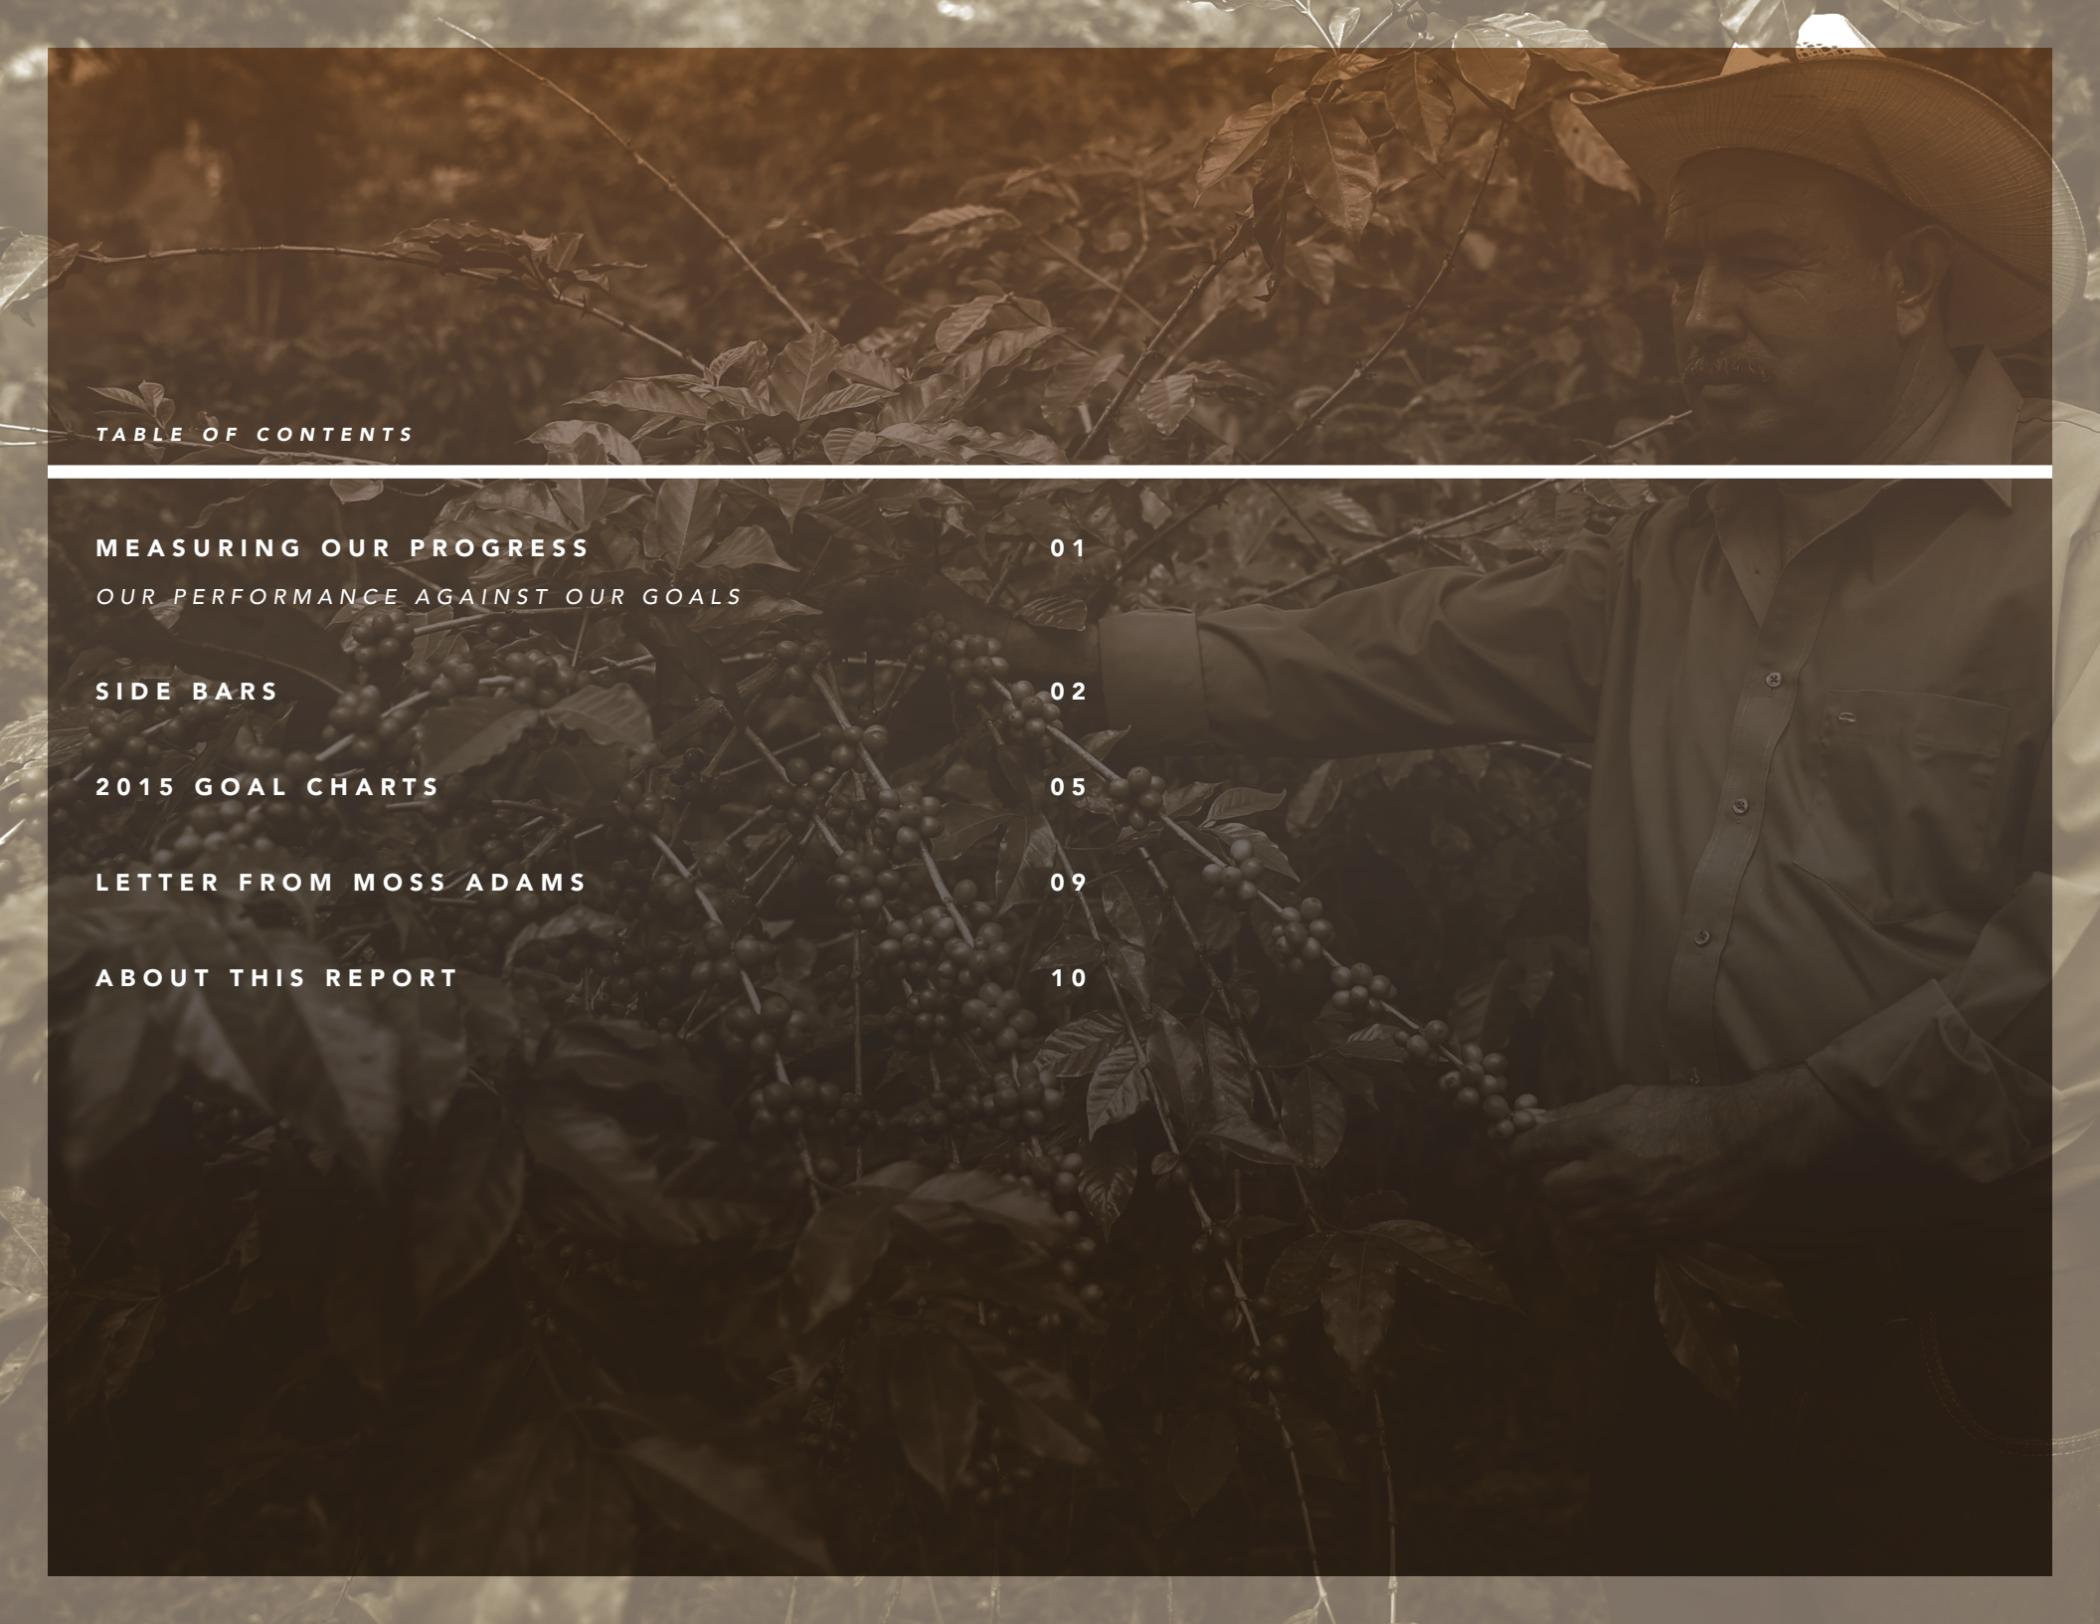 TABLE OF CONTENTS
MEASURING OUR PROGRESS 01
OUR PERFORMANCE AGAINST OUR GOALS
SIDE BARS 02
2015 GOAL CHARTS 05
LETTER FROM MOSS ADAMS 09
ABOUT THIS REPORT 10